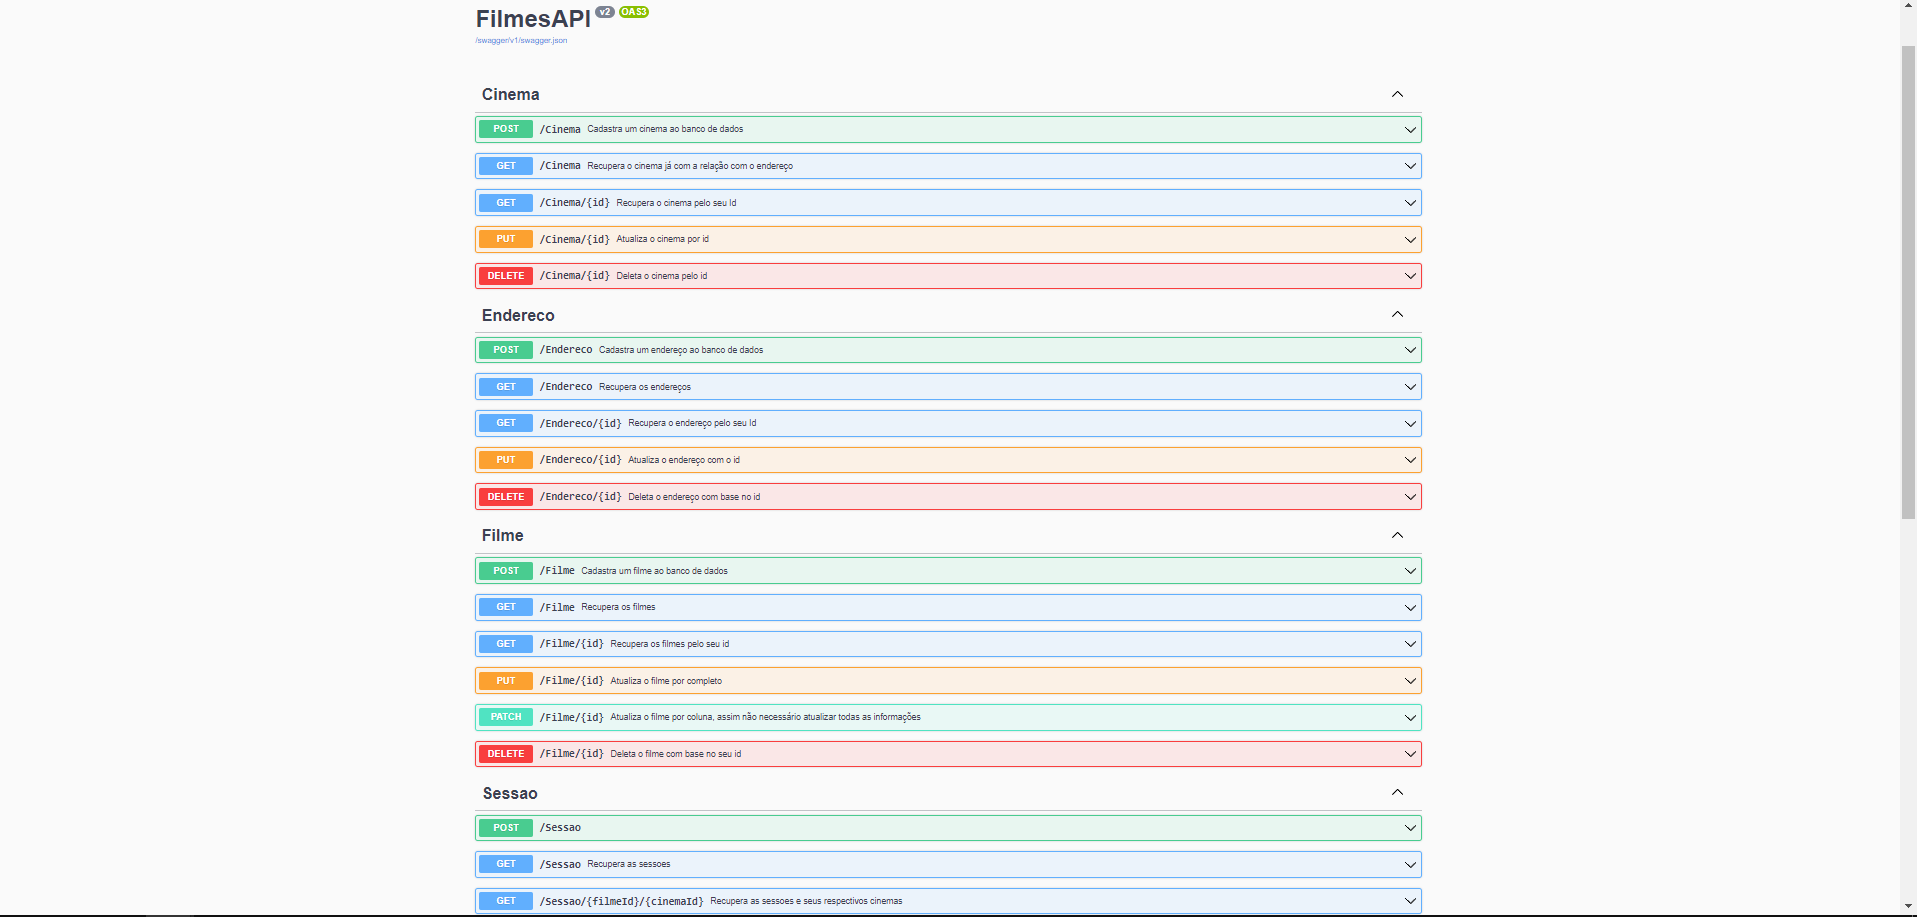 FilmesAPI v2 OAS3
/swagger/v1/swagger.json
Cinema
POST /Cinema Cadastra um cinema ao banco de dados
GET /Cinema Recupera o cinema já com a relação com o endereço
GET /Cinema/{id} Recupera o cinema pelo seu Id
PUT /Cinema/{id} Atualiza o cinema por id
DELETE /Cinema/{id} Deleta o cinema pelo id
Endereco
POST /Endereco Cadastra um endereço ao banco de dados
GET /Endereco Recupera os endereços
GET /Endereco/{id} Recupera o endereço pelo seu Id
PUT /Endereco/{id} Atualiza o endereço com o id
DELETE /Endereco/{id} Deleta o endereço com base no id
Filme
POST /Filme Cadastra um filme ao banco de dados
GET /Filme Recupera os filmes
GET /Filme/{id} Recupera os filmes pelo seu id
PUT /Filme/{id} Atualiza o filme por completo
PATCH /Filme/{id} Atualiza o filme por coluna, assim não necessário atualizar todas as informações
DELETE /Filme/{id} Deleta o filme com base no seu id
Sessao
POST /Sessao
GET /Sessao Recupera as sessoes
GET /Sessao/{filmeId}/{cinemaId} Recupera as sessoes e seus respectivos cinemas